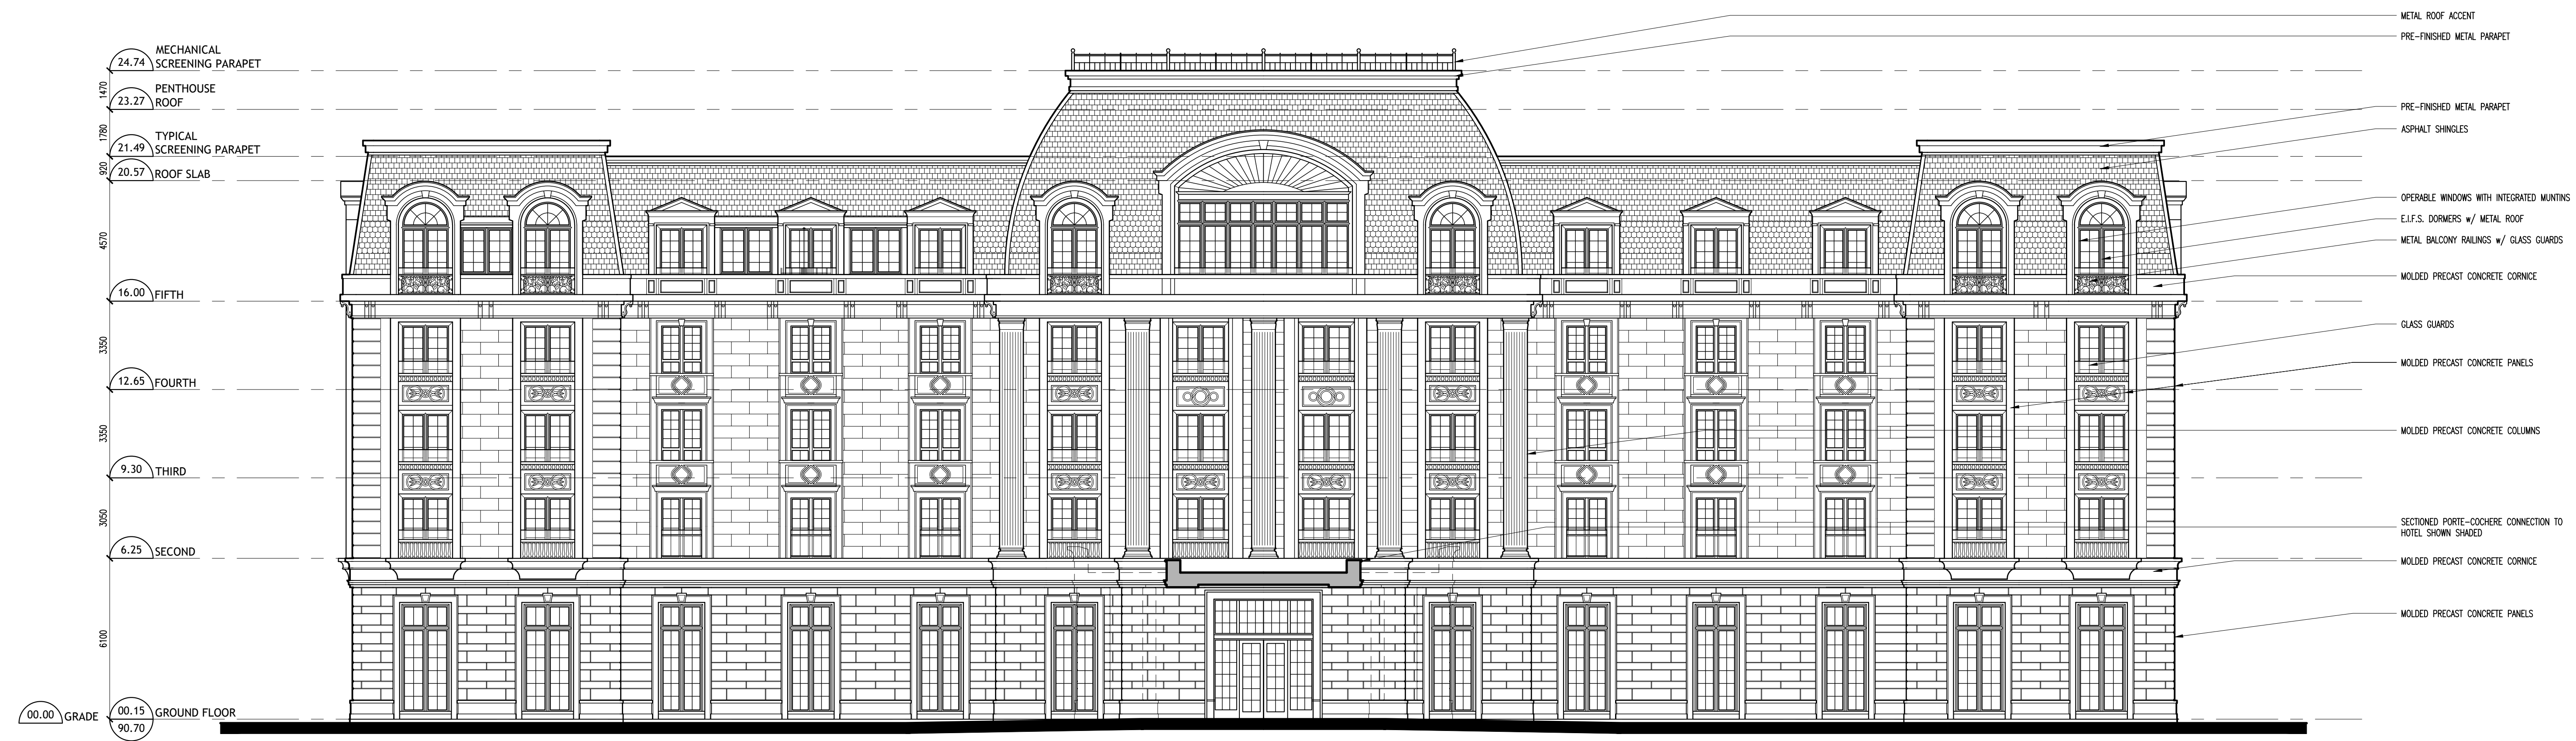 24.74
MECHANICAL
SCREENING PARAPET
1470
23.27
PENTHOUSE
ROOF
1780
21.49
TYPICAL
SCREENING PARAPET
920
20.57
ROOF SLAB
4570
16.00
FIFTH
3350
12.65
FOURTH
3350
9.30
THIRD
3050
6.25
SECOND
6100
00.00
GRADE
00.15
GROUND FLOOR
90.70
METAL ROOF ACCENT
PRE-FINISHED METAL PARAPET
PRE-FINISHED METAL PARAPET
ASPHALT SHINGLES
OPERABLE WINDOWS WITH INTEGRATED MUNTINS
E.I.F.S. DORMERS w/ METAL ROOF
METAL BALCONY RAILINGS w/ GLASS GUARDS
MOLDED PRECAST CONCRETE CORNICE
GLASS GUARDS
MOLDED PRECAST CONCRETE PANELS
MOLDED PRECAST CONCRETE COLUMNS
SECTIONED PORTE-COCHERE CONNECTION TO
HOTEL SHOWN SHADED
MOLDED PRECAST CONCRETE CORNICE
MOLDED PRECAST CONCRETE PANELS